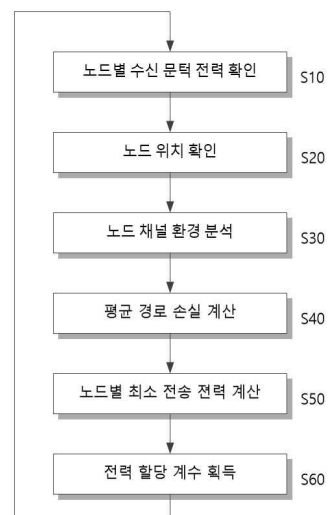 노드별 수신 문턱 전력 확인
S10
노드 위치 확인
S20
노드 채널 환경 분석
S30
평균 경로 손실 계산
S40
노드별 최소 전송 전력 계산
S50
전력 할당 계수 획득
S60